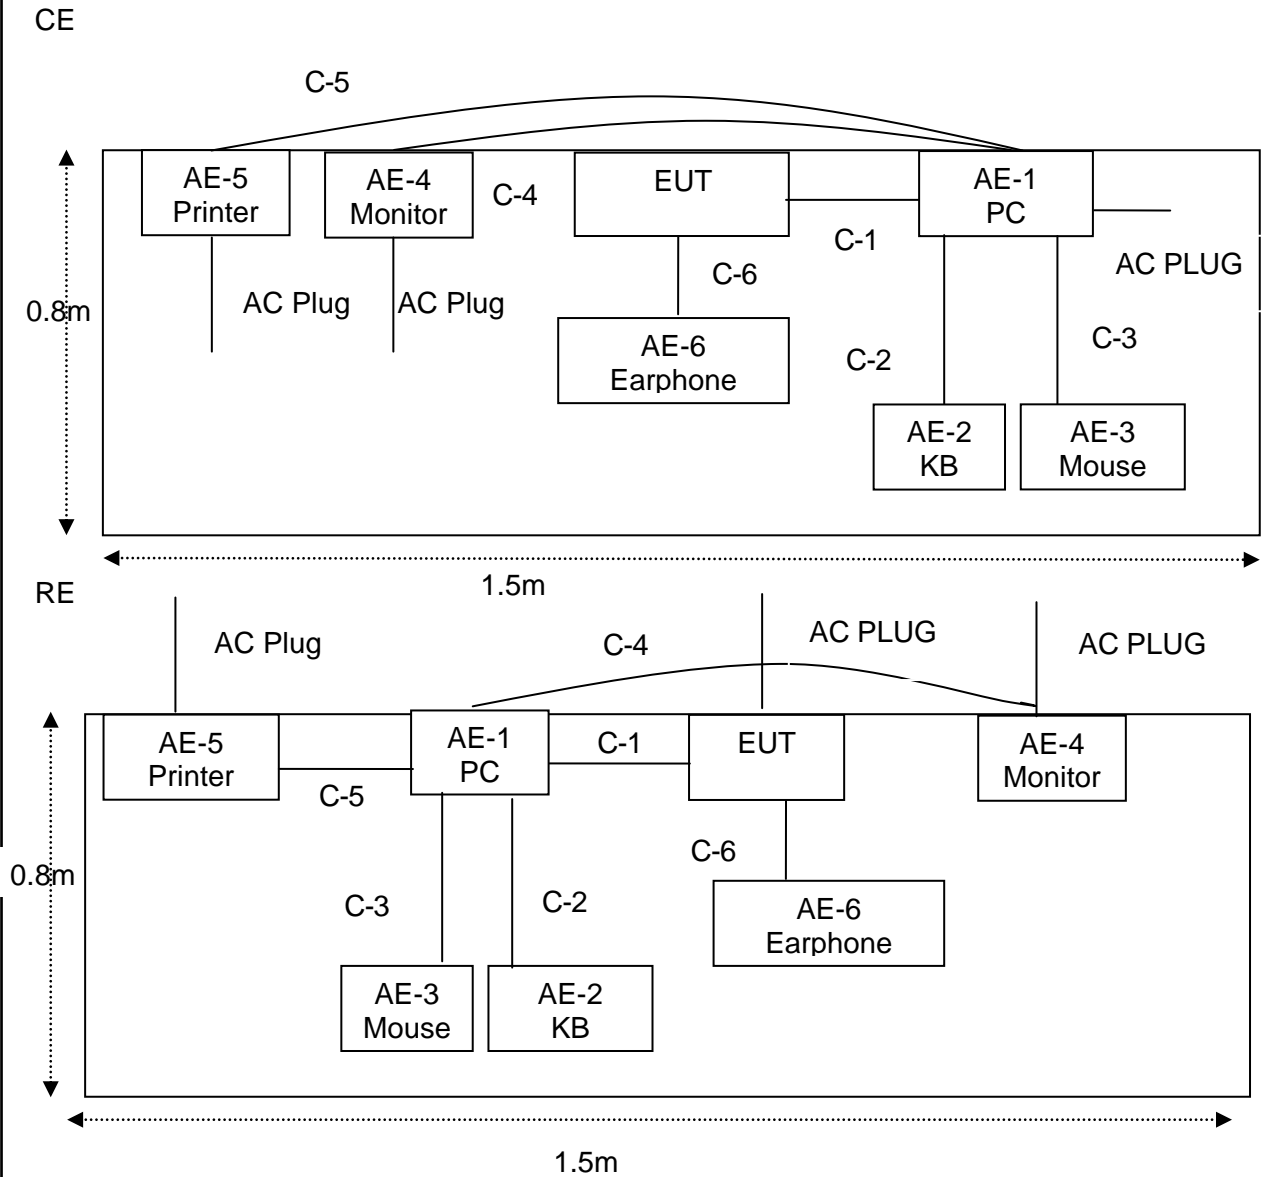 CE
C-5
AE-5
Printer
AE-4
Monitor
C-4
EUT
AE-1
PC
C-1
AC PLUG
C-6
AC Plug
AC Plug
0.8m
AE-6
Earphone
C-2
C-3
AE-2
KB
AE-3
Mouse
1.5m
RE
AC Plug
C-4
AC PLUG
AC PLUG
AE-5
Printer
AE-1
PC
C-1
EUT
AE-4
Monitor
C-5
C-6
0.8m
C-3
C-2
AE-6
Earphone
AE-3
Mouse
AE-2
KB
1.5m